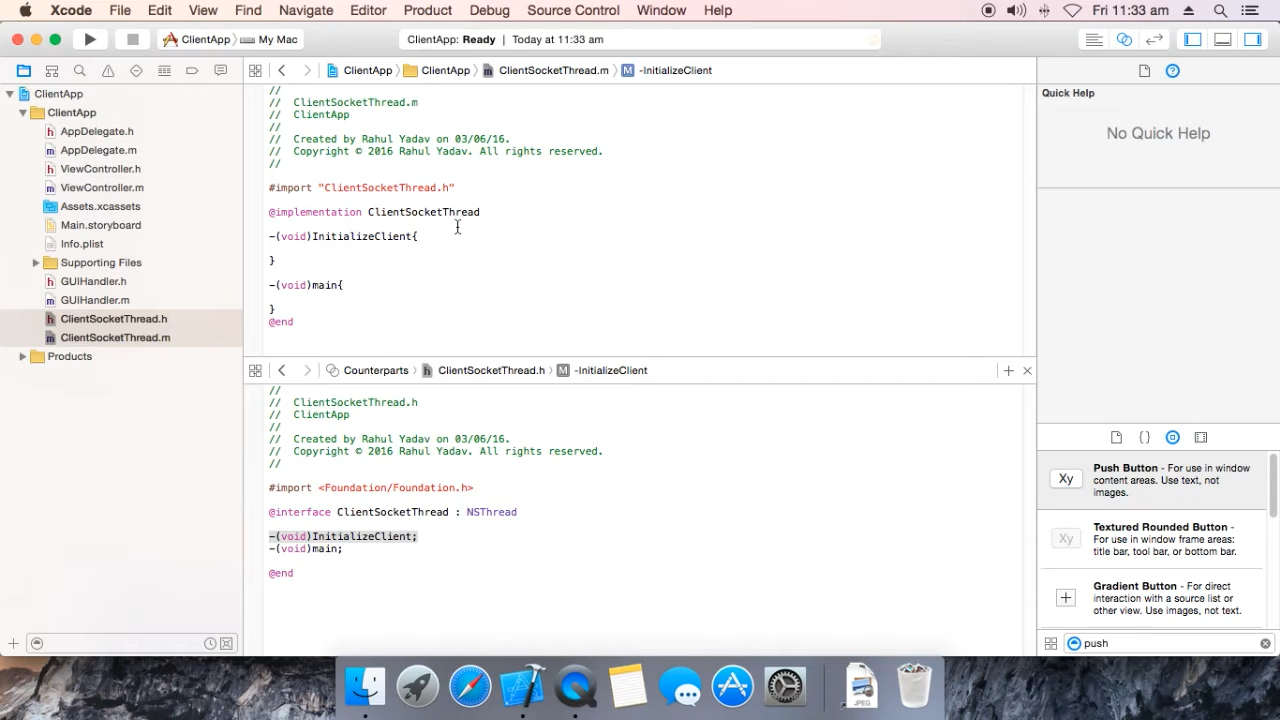 Xcode File Edit View Find Navigate Editor Product Debug Source Control Window Help Fri 11:33 am
ClientApp My Mac ClientApp: Ready | Today at 11:33 am
ClientApp ClientApp ClientSocketThread.m M -InitializeClient
Quick Help
No Quick Help
ClientApp
ClientApp
h AppDelegate.h
m AppDelegate.m
h ViewController.h
m ViewController.m
Assets.xcassets
Main.storyboard
Info.plist
Supporting Files
h GUIHandler.h
m GUIHandler.m
h ClientSocketThread.h
m ClientSocketThread.m
Products
//
// ClientSocketThread.m
// ClientApp
//
// Created by Rahul Yadav on 03/06/16.
// Copyright © 2016 Rahul Yadav. All rights reserved.
//
#import "ClientSocketThread.h"
@implementation ClientSocketThread
-(void)InitializeClient{
}
-(void)main{
}
@end
Counterparts h ClientSocketThread.h M -InitializeClient
//
// ClientSocketThread.h
// ClientApp
//
// Created by Rahul Yadav on 03/06/16.
// Copyright © 2016 Rahul Yadav. All rights reserved.
//
#import <Foundation/Foundation.h>
@interface ClientSocketThread : NSThread
-(void)InitializeClient;
-(void)main;
@end
Xy Push Button - For use in window
content areas. Use text, not
images.
Xy Textured Rounded Button -
For use in window frame areas:
title bar, tool bar, or bottom bar.
Gradient Button - For direct
interaction with a source list or
other view. Use images, not text.
push
JPEG